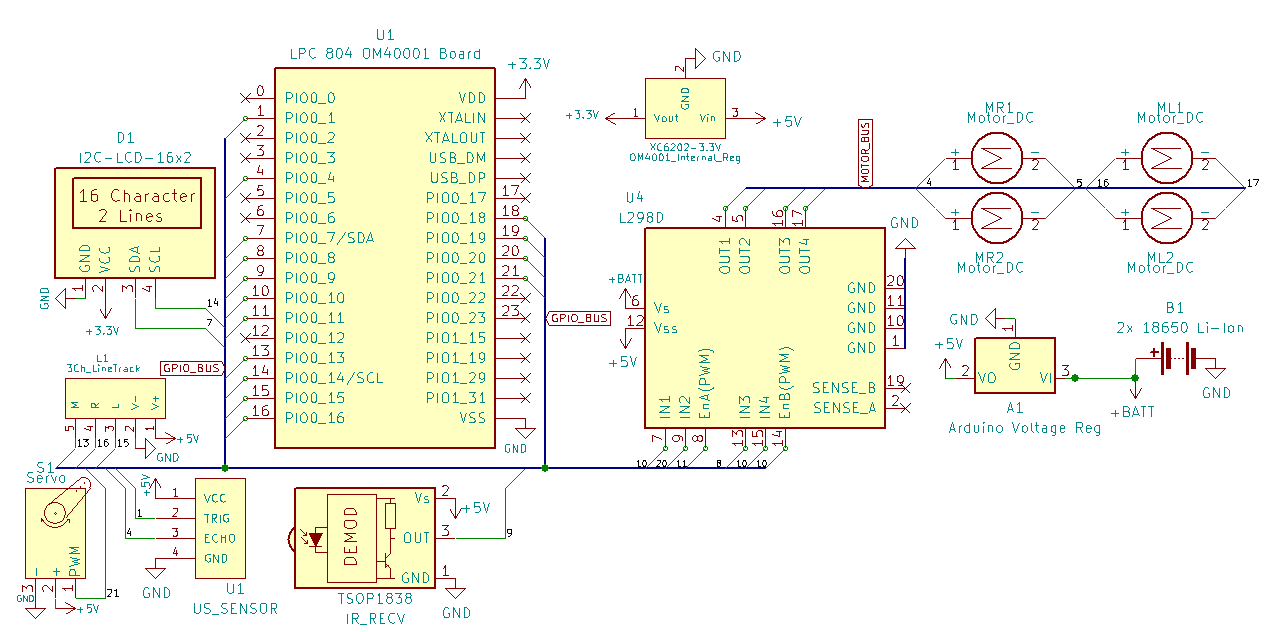 U1
LPC 804 OM40001 Board
+3.3V
0 PIO0_0 VDD
1 PIO0_1 XTALIN
2 PIO0_2 XTALOUT
3 PIO0_3 USB_DM
4 PIO0_4 USB_DP
5 PIO0_5 PIO0_17 17
6 PIO0_6 PIO0_18 18
7 PIO0_7/SDA PIO0_19 19
8 PIO0_8 PIO0_20 20
9 PIO0_9 PIO0_21 21
10 PIO0_10 PIO0_22 22
11 PIO0_11 PIO0_23 23
12 PIO0_12 PIO1_15
13 PIO0_13 PIO1_19
14 PIO0_14/SCL PIO1_29
15 PIO0_15 PIO1_31
16 PIO0_16 VSS
GND
D1
I2C-LCD-16x2
16 Character
2 Lines
GND VCC SDA SCL
1 2 3 4
GND
+3.3V
14
7
GPIO_BUS
L1
3Ch_LineTrack
M R L V- V+
5 4 3 2 1
13 16 15
+5V
GND
S1
Servo
- + PWM
3 2 1
GND
+5V
21
+5V
1 VCC
2 TRIG
3 ECHO
4 GND
1
4
GND
U1
US_SENSOR
DEMOD
Vs 2
+5V
OUT 3
9
GND 1
GND
TSOP1838
IR_RECV
GPIO_BUS
GND
2
GND
+3.3V 1 Vout Vin 3 +5V
XC6202-3.3V
OM4001_Internal_Reg
MOTOR_BUS
U4
L298D
4 5 16 17
OUT1 OUT2 OUT3 OUT4
+BATT
6 Vs
12 Vss
+5V
GND
GND 20
GND 11
GND 10
GND 1
SENSE_B 19
SENSE_A 2
IN1 IN2 EnA(PWM) IN3 IN4 EnB(PWM)
7 9 8 13 15 14
10 20 11 8 10 10
MR1
Motor_DC
+ 1 - 2
ML1
Motor_DC
+ 1 - 2
4 5 16 17
+ 1 - 2
MR2
Motor_DC
+ 1 - 2
ML2
Motor_DC
GND
1
GND
+5V
2 VO VI 3
A1
Arduino Voltage Reg
B1
2x 18650 Li-Ion
+
GND
+BATT